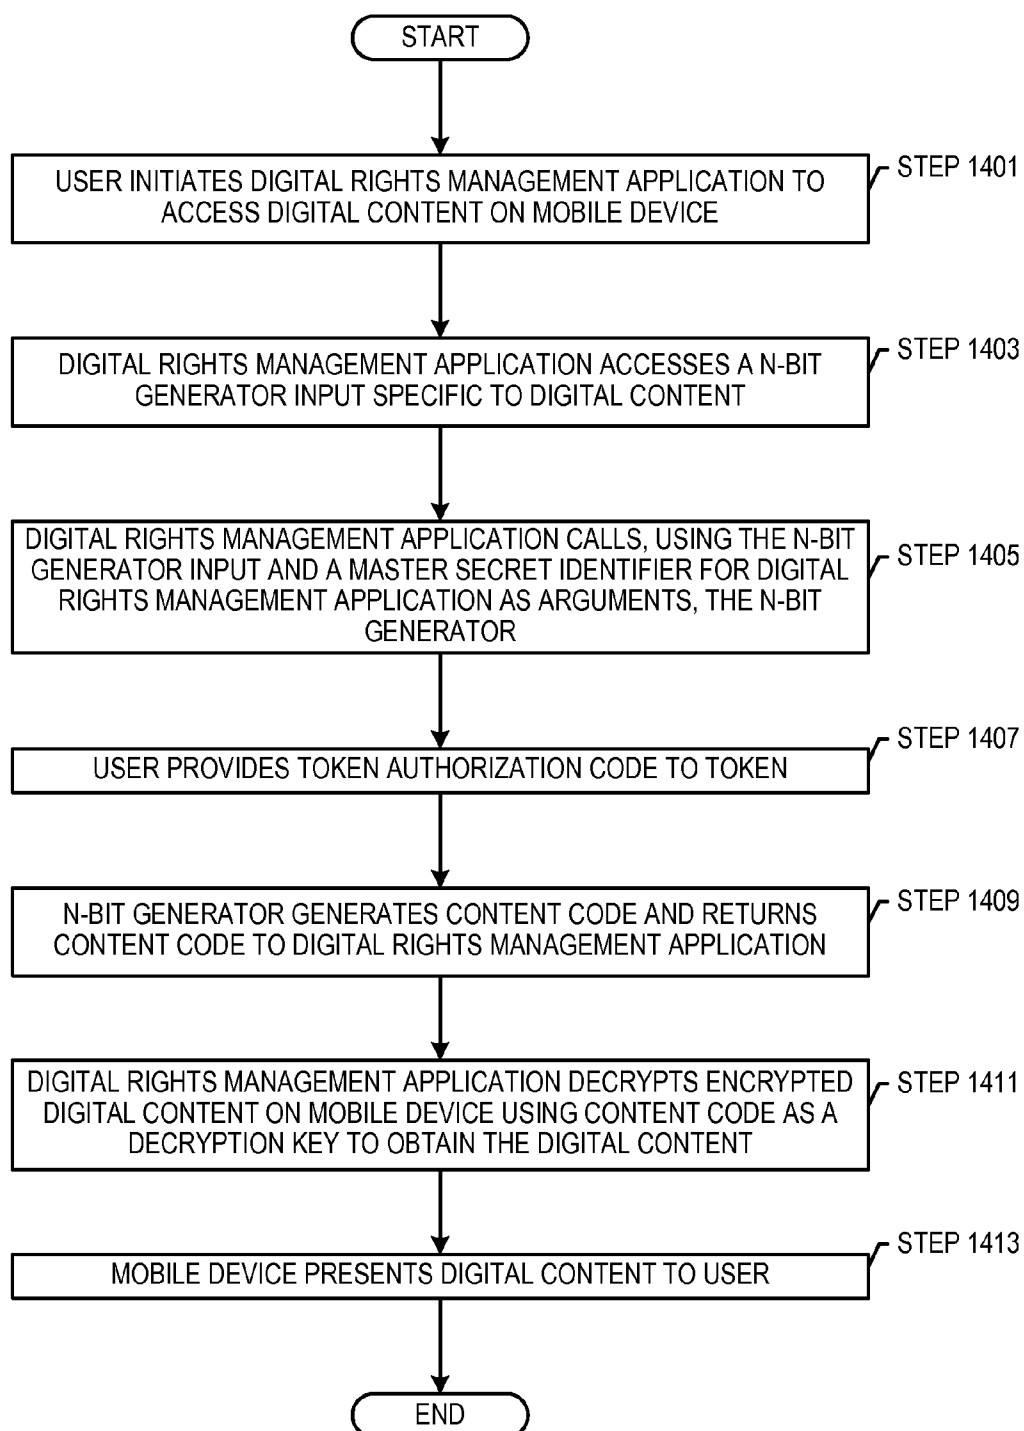 START
STEP 1401
USER INITIATES DIGITAL RIGHTS MANAGEMENT APPLICATION TO
ACCESS DIGITAL CONTENT ON MOBILE DEVICE
STEP 1403
DIGITAL RIGHTS MANAGEMENT APPLICATION ACCESSES A N-BIT
GENERATOR INPUT SPECIFIC TO DIGITAL CONTENT
STEP 1405
DIGITAL RIGHTS MANAGEMENT APPLICATION CALLS, USING THE N-BIT
GENERATOR INPUT AND A MASTER SECRET IDENTIFIER FOR DIGITAL
RIGHTS MANAGEMENT APPLICATION AS ARGUMENTS, THE N-BIT
GENERATOR
STEP 1407
USER PROVIDES TOKEN AUTHORIZATION CODE TO TOKEN
STEP 1409
N-BIT GENERATOR GENERATES CONTENT CODE AND RETURNS
CONTENT CODE TO DIGITAL RIGHTS MANAGEMENT APPLICATION
STEP 1411
DIGITAL RIGHTS MANAGEMENT APPLICATION DECRYPTS ENCRYPTED
DIGITAL CONTENT ON MOBILE DEVICE USING CONTENT CODE AS A
DECRYPTION KEY TO OBTAIN THE DIGITAL CONTENT
STEP 1413
MOBILE DEVICE PRESENTS DIGITAL CONTENT TO USER
END